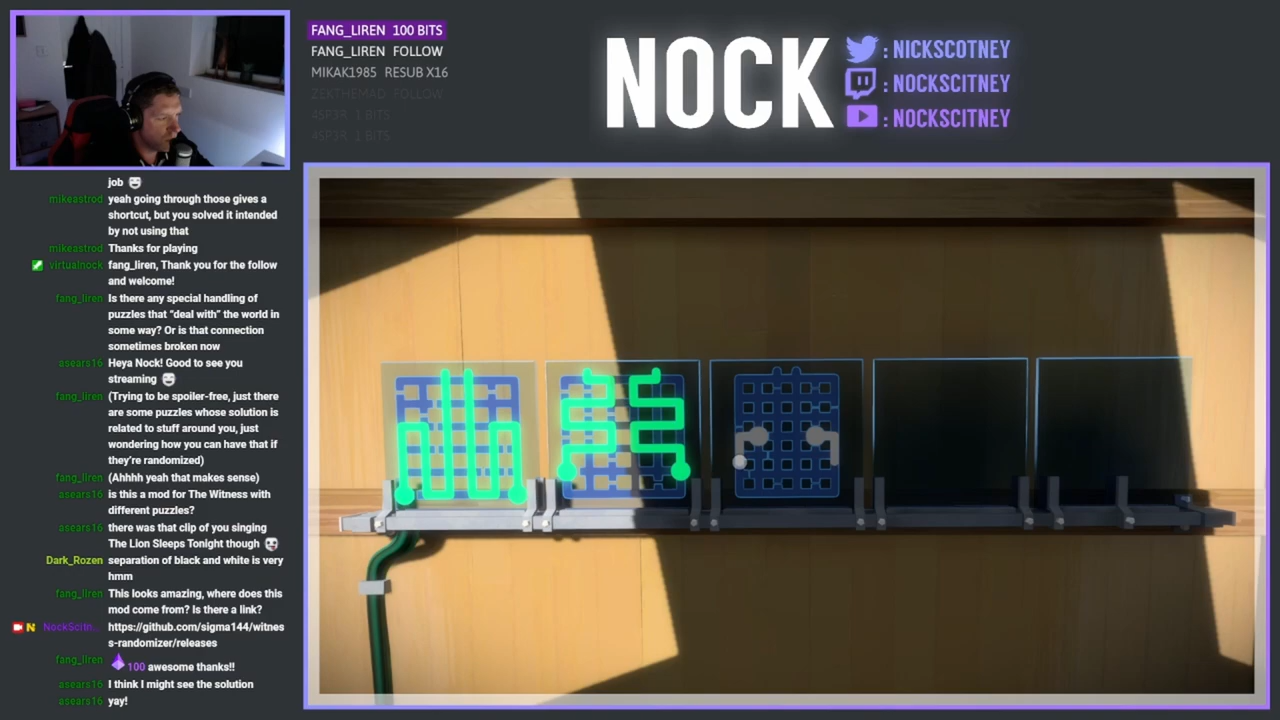 FANG_LIREN 100 BITS
FANG_LIREN FOLLOW
MIKAK1985 RESUB X16
ZEKTHEMAD FOLLOW
45P3R 1 BITS
45P3R 1 BITS
NOCK
: NICKSCOTNEY
: NOCKSCITNEY
: NOCKSCITNEY
job
mikeastrod yeah going through those gives a
shortcut, but you solved it intended
by not using that
mikeastrod Thanks for playing
virtualnock fang_liren, Thank you for the follow
and welcome!
fang_liren Is there any special handling of
puzzles that “deal with” the world in
some way? Or is that connection
sometimes broken now
asears16 Heya Nock! Good to see you
streaming
fang_liren (Trying to be spoiler-free, just there
are some puzzles whose solution is
related to stuff around you, just
wondering how you can have that if
they’re randomized)
fang_liren (Ahhhh yeah that makes sense)
asears16 is this a mod for The Witness with
different puzzles?
asears16 there was that clip of you singing
The Lion Sleeps Tonight though
Dark_Rozen separation of black and white is very
hmm
fang_liren This looks amazing, where does this
mod come from? Is there a link?
N NockScitn.. https://github.com/sigma144/witnes
s-randomizer/releases
fang_liren 100 awesome thanks!!
asears16 I think I might see the solution
asears16 yay!